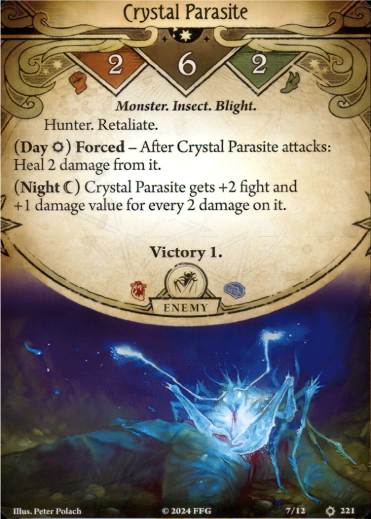 Crystal Parasite
2 6 2
Monster. Insect. Blight.
Hunter. Retaliate.
(Day) Forced – After Crystal Parasite attacks:
Heal 2 damage from it.
(Night) Crystal Parasite gets +2 fight and
+1 damage value for every 2 damage on it.
Victory 1.
ENEMY
Illus. Peter Polach © 2024 FFG 7/12 221